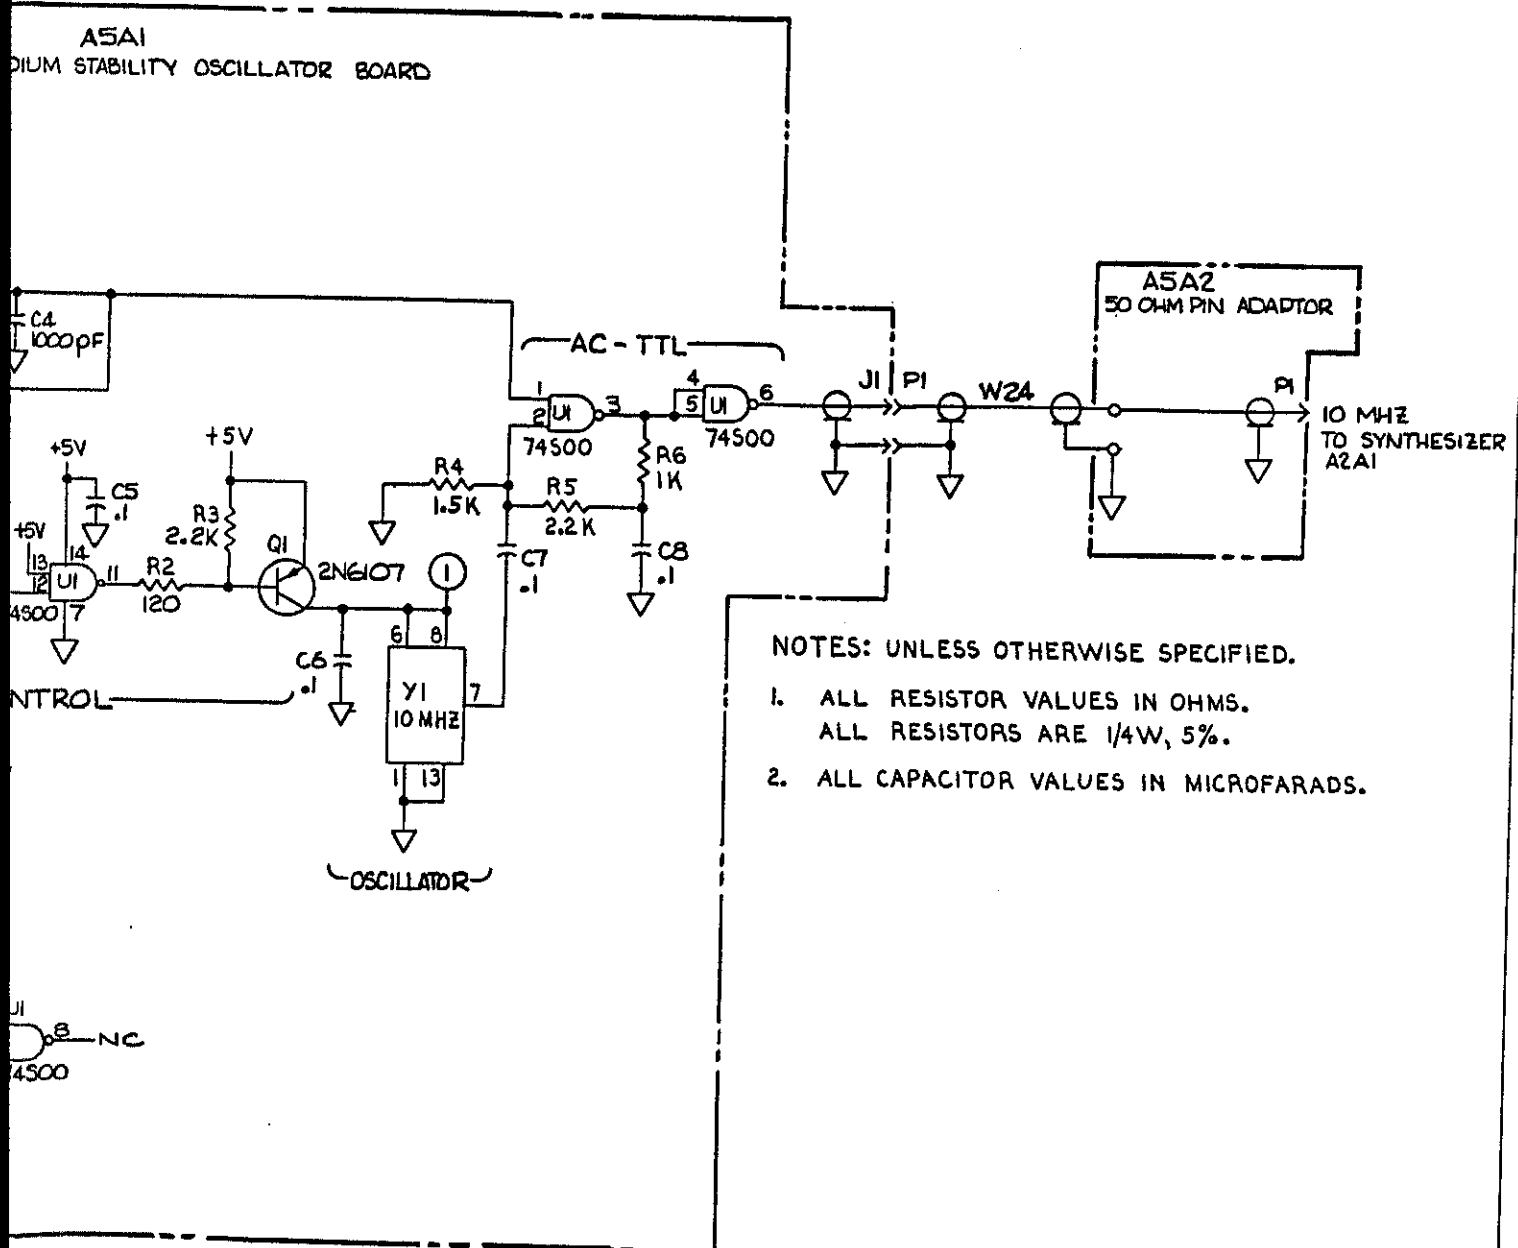 A5A1
DIUM STABILITY OSCILLATOR BOARD
A5A2
50 OHM PIN ADAPTOR
C4
1000pF
AC-TTL
1
2
U1
3
74S00
4
5
U1
6
74S00
J1
P1
W24
P1
10 MHZ
TO SYNTHESIZER
A2A1
+5V
+5V
C5
.1
R3
2.2K
R4
1.5K
R5
2.2K
R6
1K
+5V
13
12
14
U1
11
7
4S00
R2
120
Q1
2N6107
1
C7
.1
C8
.1
C6
.1
6
8
Y1
10 MHZ
7
1
13
NTROL
OSCILLATOR
NOTES: UNLESS OTHERWISE SPECIFIED.
1. ALL RESISTOR VALUES IN OHMS.
ALL RESISTORS ARE 1/4W, 5%.
2. ALL CAPACITOR VALUES IN MICROFARADS.
U1
8
NC
74S00